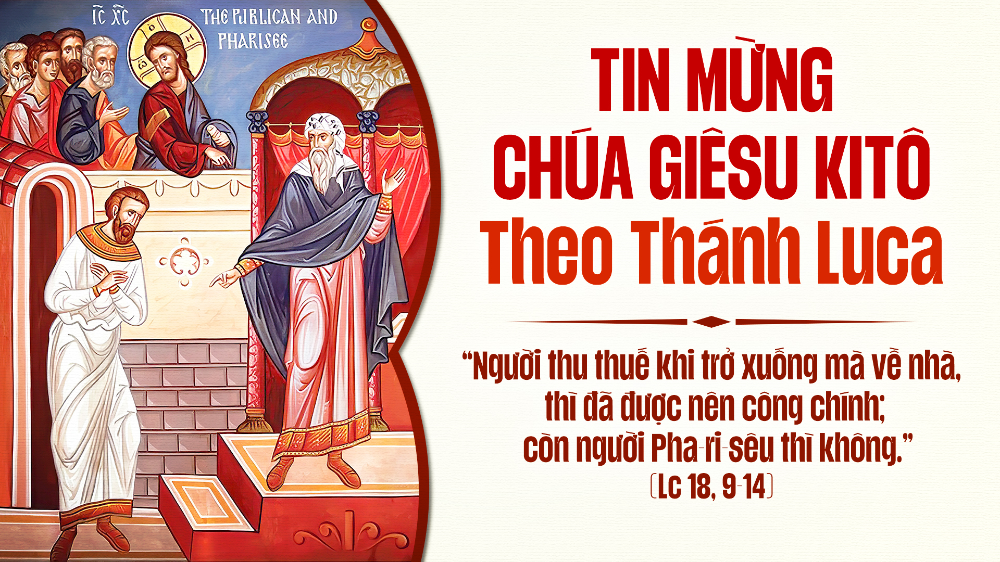 ΙC XC
THE PUBLICAN AND
PHARISEE
Ο
ω
Η
TIN MỪNG
CHÚA GIÊSU KITÔ
Theo Thánh Luca
“Người thu thuế khi trở xuống mà về nhà,
thì đã được nên công chính;
còn người Pha-ri-sêu thì không.”
(Lc 18, 9-14)